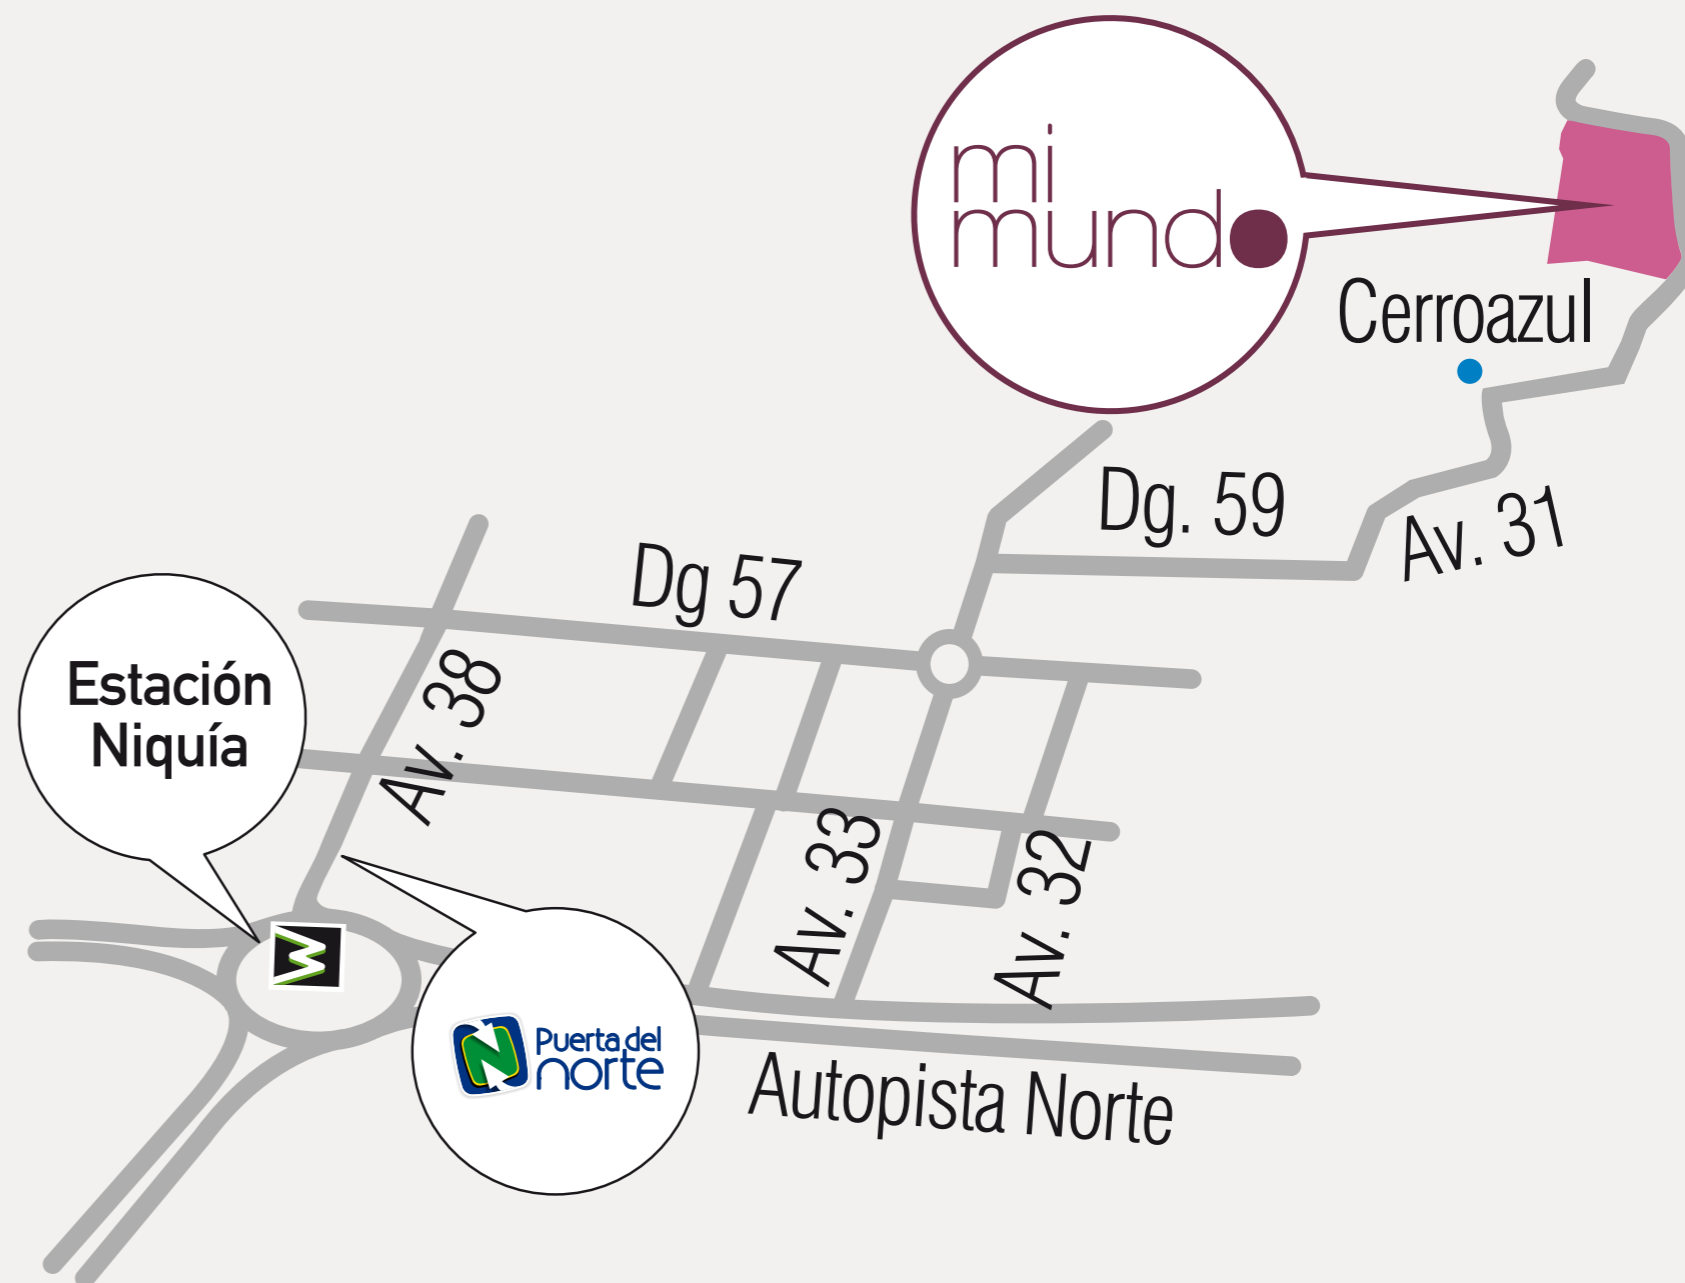 mi
mundo
Cerroazul
Dg. 59
Av. 31
Dg 57
Estación
Niquía
Av. 38
Av. 33
Av. 32
Puerta del
norte
Autopista Norte